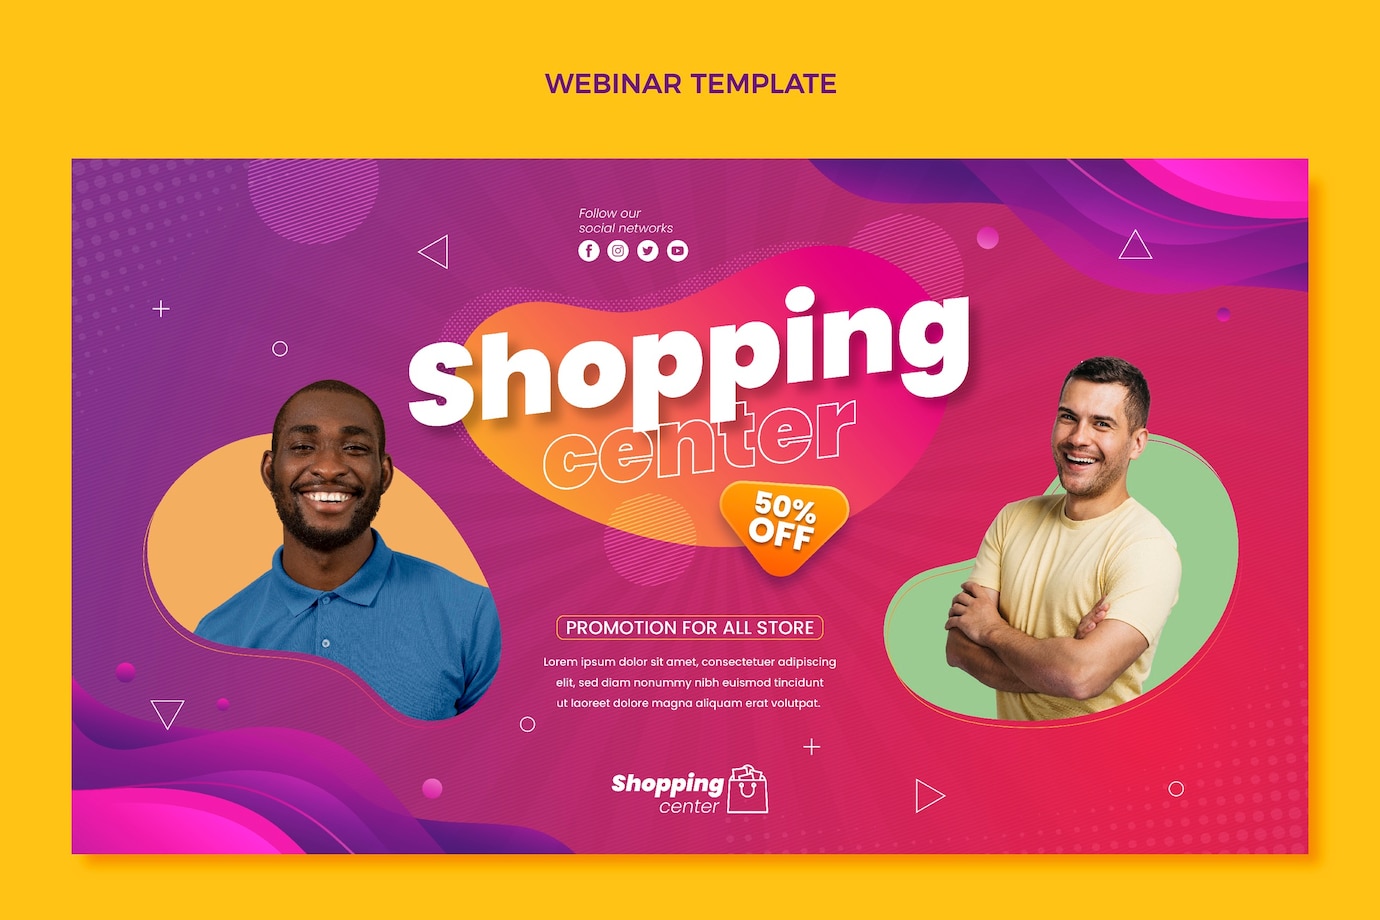 WEBINAR TEMPLATE
Follow our
social networks
Shopping
center
50%
OFF
PROMOTION FOR ALL STORE
Lorem ipsum dolor sit amet, consectetuer adipiscing
elit, sed diam nonummy nibh euismod tincidunt
ut laoreet dolore magna aliquam erat volutpat.
Shopping
center